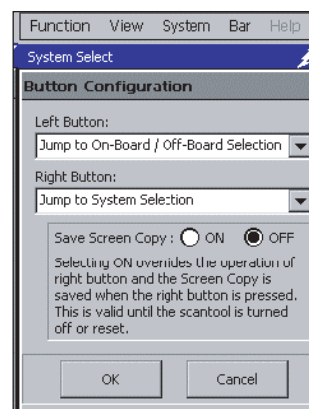 Function View System Bar Help
System Select
Button Configuration
Left Button:
Jump to On-Board / Off-Board Selection
Right Button:
Jump to System Selection
Save Screen Copy : ON OFF
Selecting ON overrides the operation of
right button and the Screen Copy is
saved when the right button is pressed.
This is valid until the scantool is turned
off or reset.
OK Cancel